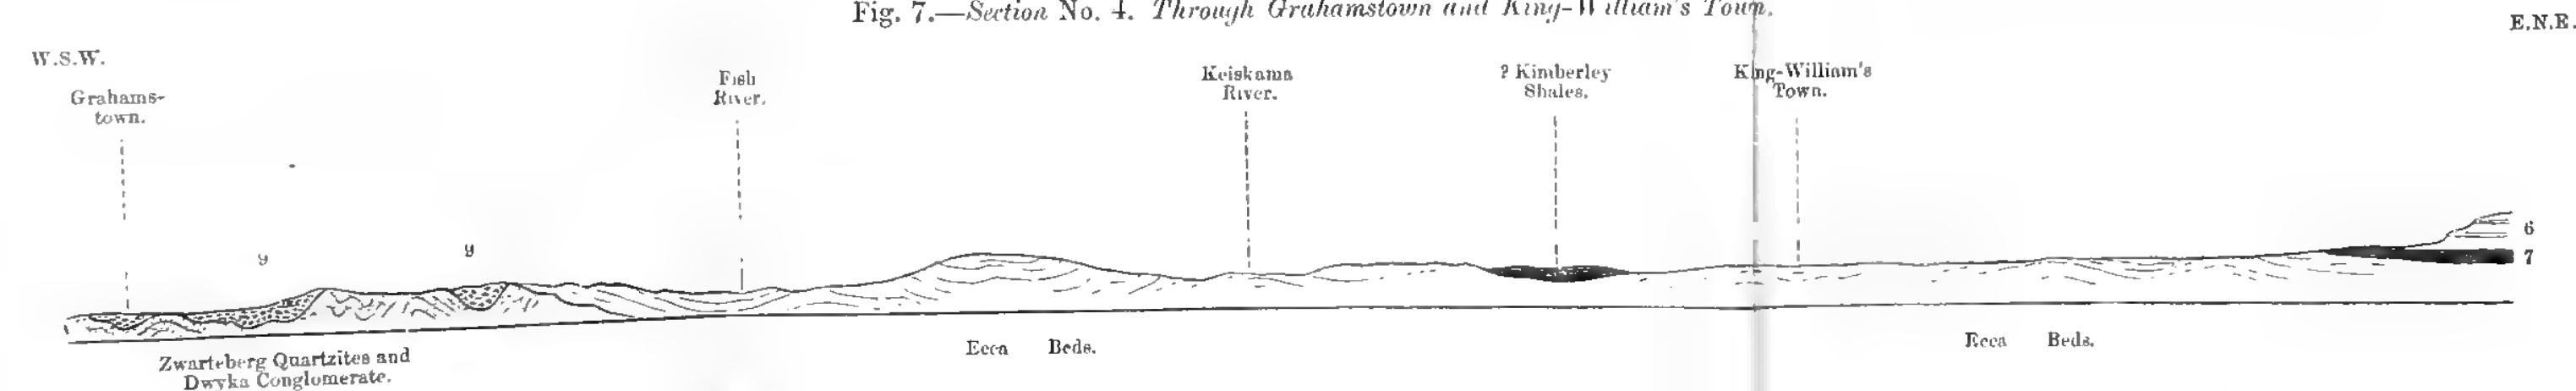 Fig. 7.—Section No. 4. Through Grahamstown and King-William's Town.
W.S.W.
E.N.E.
Grahams-
town.
Fish
River.
Keiskama
River.
? Kimberley
Shales.
King-William's
Town.
9
9
6
7
Zwarteberg Quartzites and
Dwyka Conglomerate.
Ecca Beds.
Ecca Beds.